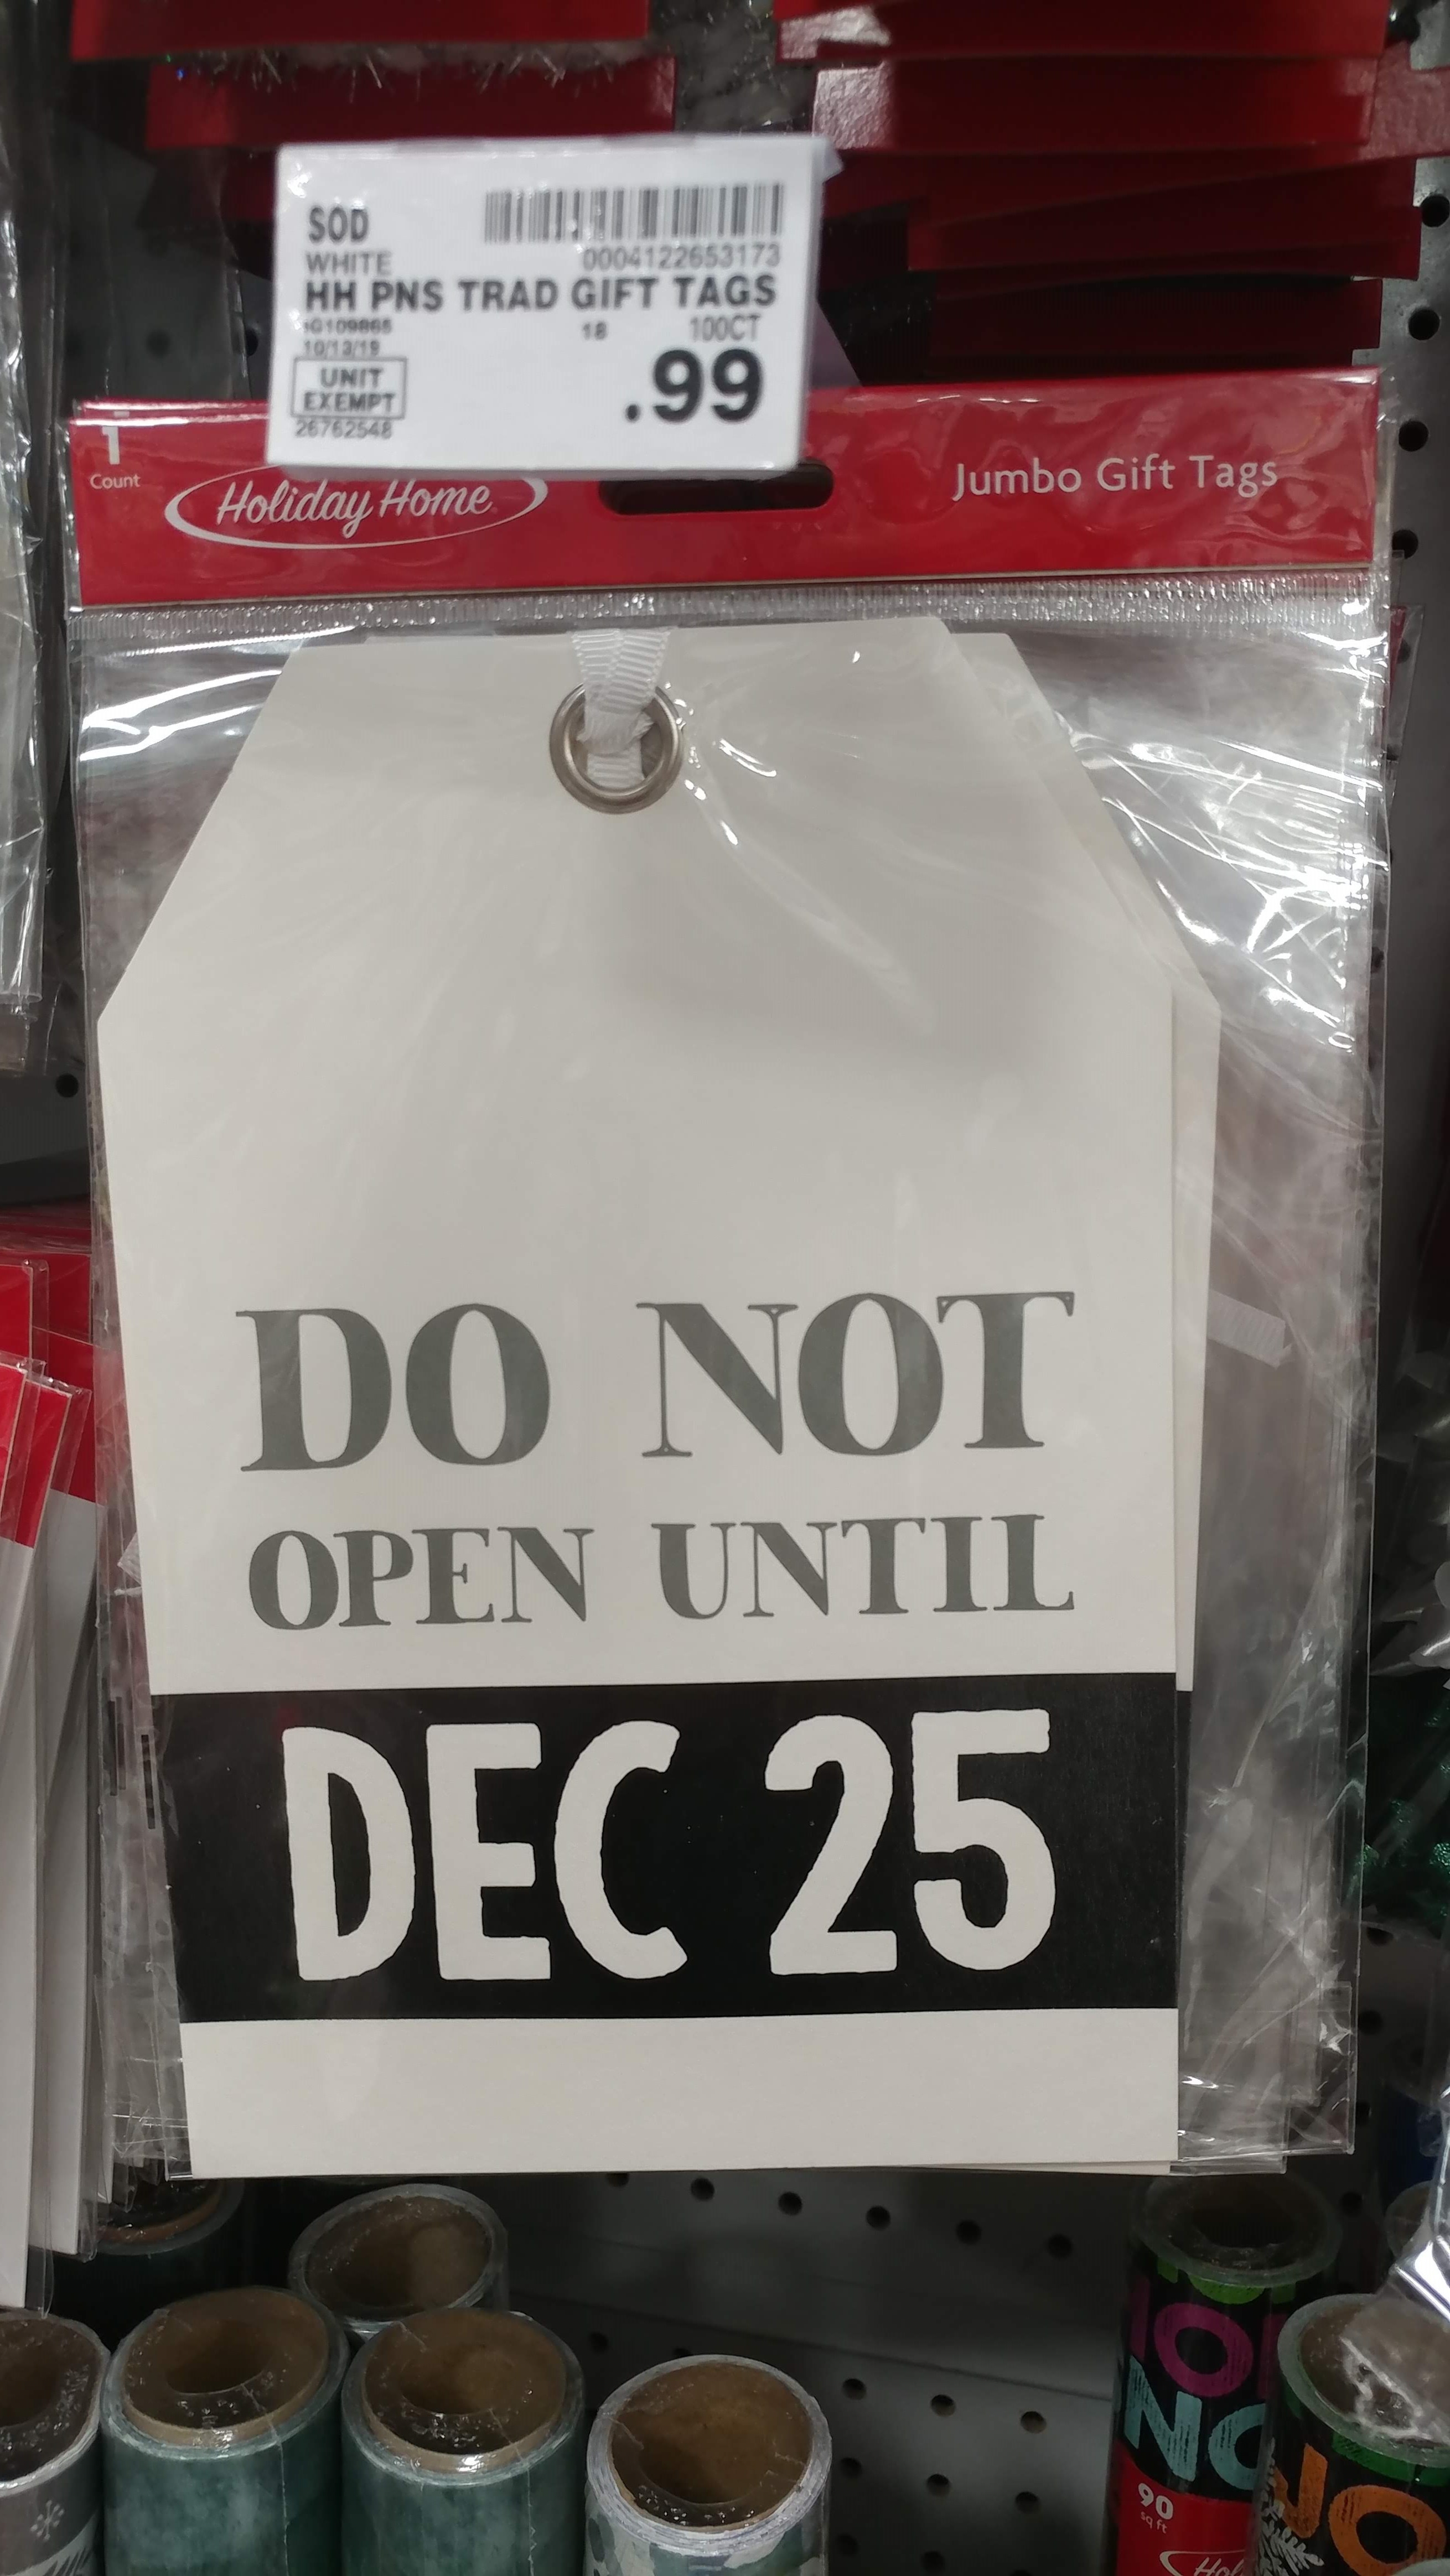 SOD
WHITE
0004122653173
HH PNS TRAD GIFT TAGS
18 100CT
10/13/19
.99
UNIT
EXEMPT
26762548
1
Count
Holiday Home
Jumbo Gift Tags
DO NOT
OPEN UNTIL
DEC 25
90
sq ft